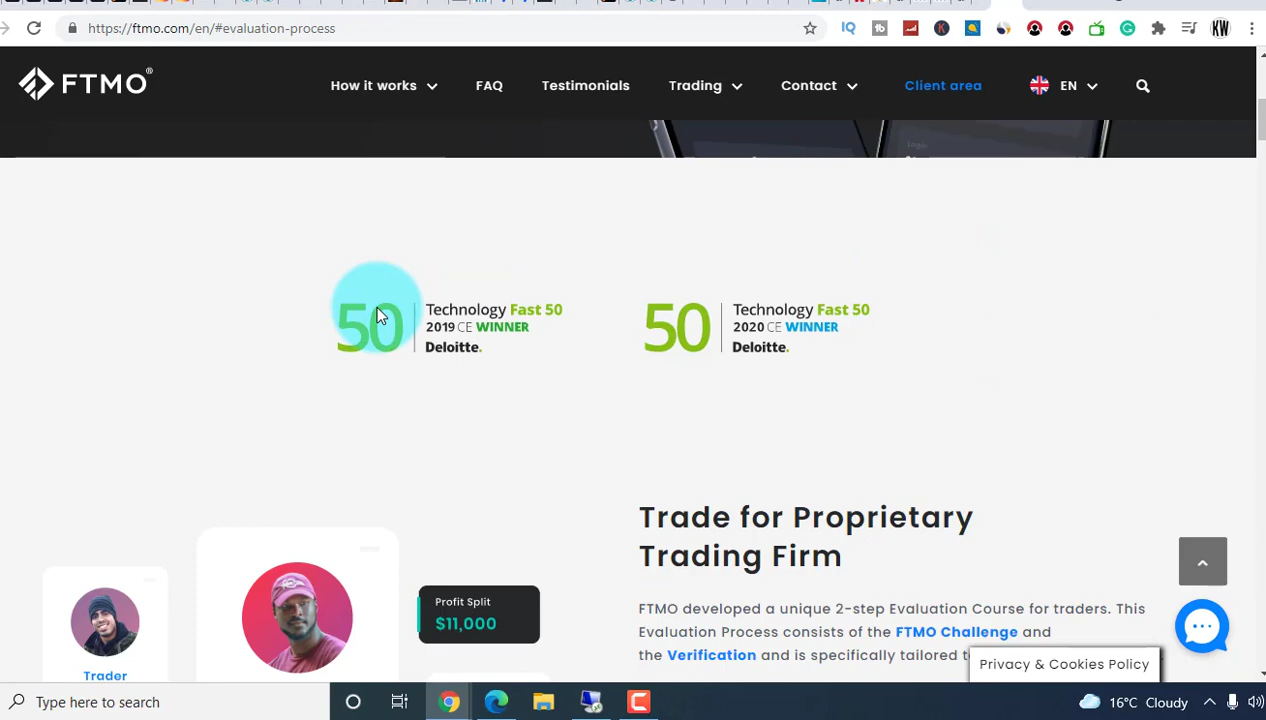 https://ftmo.com/en/#evaluation-process
KW
FTMO®
How it works
FAQ
Testimonials
Trading
Contact
Client area
EN
50
Technology Fast 50
2019 CE WINNER
Deloitte.
50
Technology Fast 50
2020 CE WINNER
Deloitte.
Trade for Proprietary
Trading Firm
FTMO developed a unique 2-step Evaluation Course for traders. This
Evaluation Process consists of the FTMO Challenge and
the Verification and is specifically tailored
Profit Split
$11,000
Trader
Privacy & Cookies Policy
Type here to search
16°C Cloudy